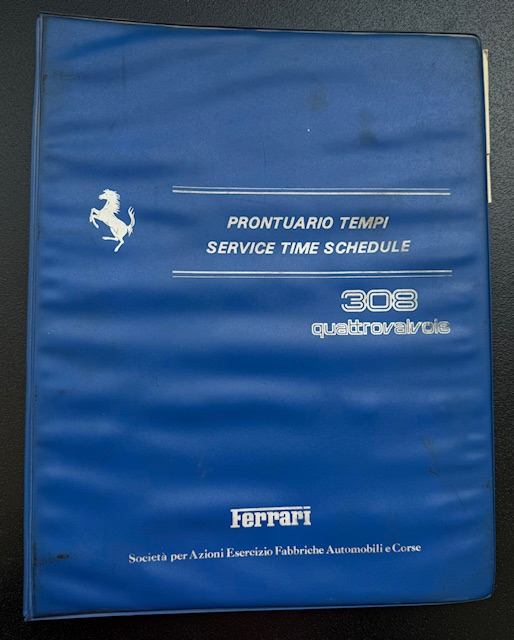 PRONTUARIO TEMPI
SERVICE TIME SCHEDULE
308
quattrovalvole
Ferrari
Società per Azioni Esercizio Fabbriche Automobili e Corse